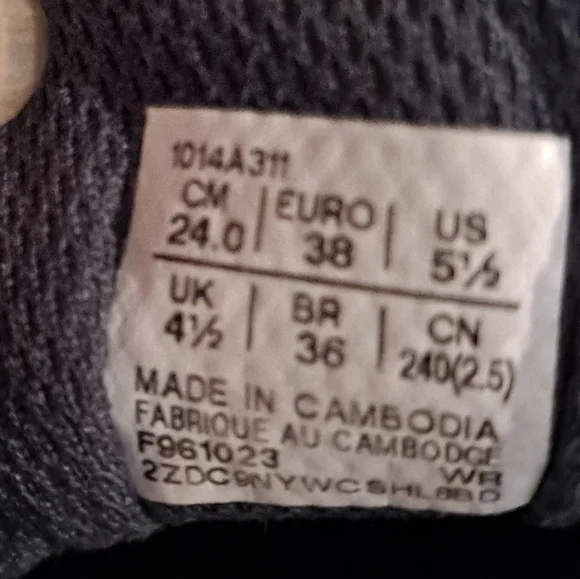 1014A311
CM | EURO | US
24.0 | 38 | 5½
UK | BR | CN
4½ | 36 | 240(2.5)
MADE IN CAMBODIA
FABRIQUE AU CAMBODGE
F961023 WR